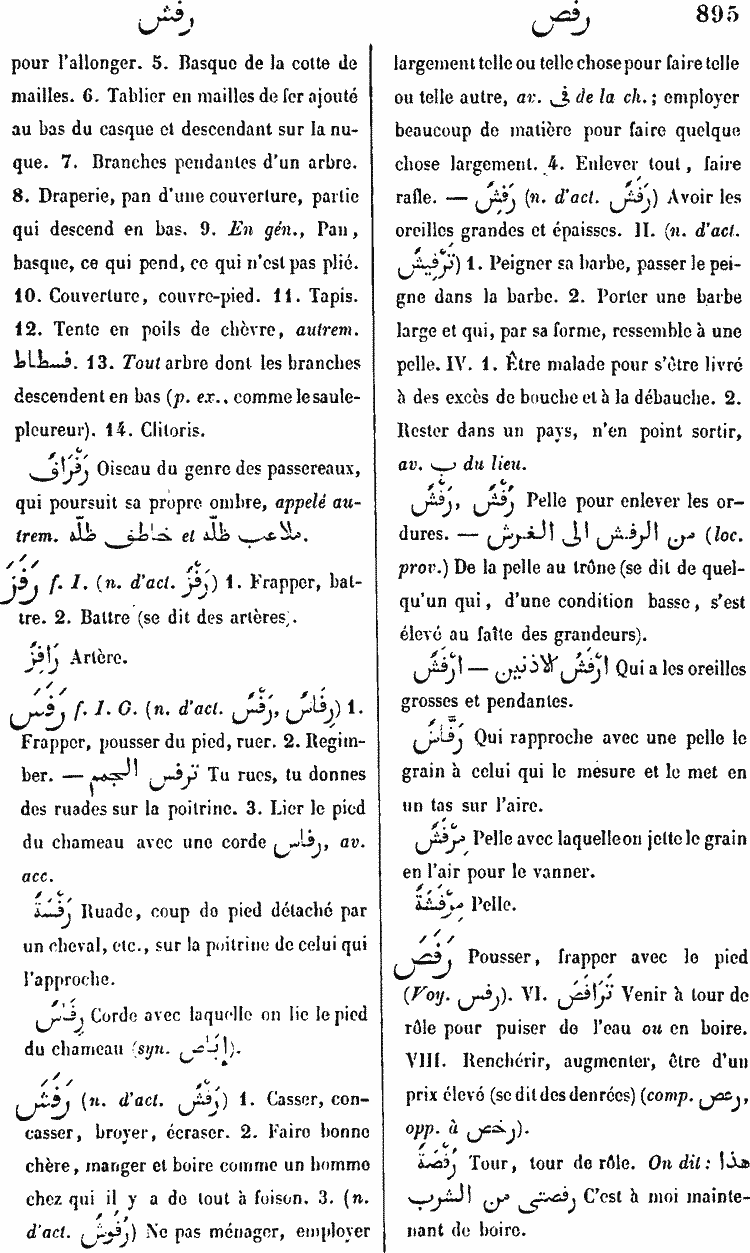 رفش
رفص
895
pour l'allonger. 5. Basque de la cotte de
mailles. 6. Tablier en mailles de fer ajouté
au bas du casque et descendant sur la nu-
que. 7. Branches pendantes d'un arbre.
8. Draperie, pan d'une couverture, partie
qui descend en bas. 9. En gén., Pan,
basque, ce qui pend, ce qui n'est pas plié.
10. Couverture, couvre-pied. 11. Tapis.
12. Tente en poils de chèvre, autrem.
فسطاط. 13. Tout arbre dont les branches
descendent en bas (p. ex., comme le saule-
pleureur). 14. Clitoris.
رَفْرَافٌ Oiseau du genre des passereaux,
qui poursuit sa propre ombre, appelé au-
trem. خاطف ظلّه et ملاعب ظلّه.
رَفَزَ f. I. (n. d'act. رَفْزٌ) 1. Frapper, bat-
tre. 2. Battre (se dit des artères).
رَافِزٌ Artère.
رَفَسَ f. I. O. (n. d'act. رَفْسٌ, رِفَاسٌ) 1.
Frapper, pousser du pied, ruer. 2. Regim-
ber. — ترفس الجمم Tu rues, tu donnes
des ruades sur la poitrine. 3. Lier le pied
du chameau avec une corde رفاس, av.
acc.
رَفْسَةٌ Ruade, coup de pied détaché par
un cheval, etc., sur la poitrine de celui qui
l'approche.
رِفَاسٌ Corde avec laquelle on lie le pied
du chameau (syn. إِبَاض).
رَفَشَ (n. d'act. رَفْشٌ) 1. Casser, con-
casser, broyer, écraser. 2. Faire bonne
chère, manger et boire comme un homme
chez qui il y a de tout à foison. 3. (n.
d'act. رُفُوشٌ) Ne pas ménager, employer
largement telle ou telle chose pour faire telle
ou telle autre, av. فى de la ch.; employer
beaucoup de matière pour faire quelque
chose largement. 4. Enlever tout, faire
rafle. — رَفِشَ (n. d'act. رَفَشٌ) Avoir les
oreilles grandes et épaisses. II. (n. d'act.
تَرْفِيشٌ) 1. Peigner sa barbe, passer le pei-
gne dans la barbe. 2. Porter une barbe
large et qui, par sa forme, ressemble à une
pelle. IV. 1. Être malade pour s'être livré
à des excès de bouche et à la débauche. 2.
Rester dans un pays, n'en point sortir,
av. ب du lieu.
رَفْشٌ, رُفْشٌ Pelle pour enlever les or-
dures. — من الرفش الى العرش (loc.
prov.) De la pelle au trône (se dit de quel-
qu'un qui, d'une condition basse, s'est
élevé au faîte des grandeurs).
أَرْفَشُ الاذنين — أَرْفَشُ Qui a les oreilles
grosses et pendantes.
رَفَّاشٌ Qui rapproche avec une pelle le
grain à celui qui le mesure et le met en
un tas sur l'aire.
مِرْفَشٌ Pelle avec laquelle on jette le grain
en l'air pour le vanner.
مِرْفَشَةٌ Pelle.
رَفَصَ Pousser, frapper avec le pied
(Voy. رفس). VI. تَرَافَصَ Venir à tour de
rôle pour puiser de l'eau ou en boire.
VIII. Renchérir, augmenter, être d'un
prix élevé (se dit des denrées) (comp. رعص,
opp. à رخص).
رُفْصَةٌ Tour, tour de rôle. On dit: هذا
رفصتى من الشرب C'est à moi mainte-
nant de boire.